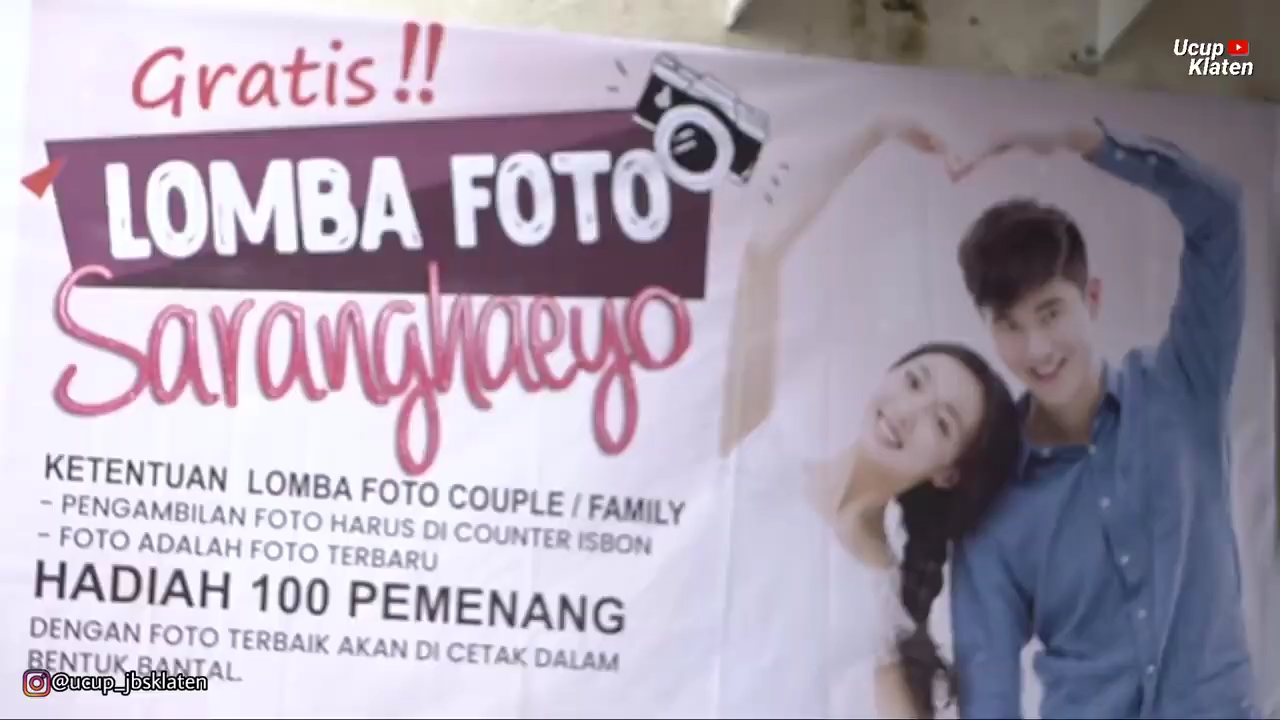 Ucup
Klaten
Gratis!!
LOMBA FOTO
Saranghaeyo
KETENTUAN LOMBA FOTO COUPLE / FAMILY
- PENGAMBILAN FOTO HARUS DI COUNTER ISBON
- FOTO ADALAH FOTO TERBARU
HADIAH 100 PEMENANG
DENGAN FOTO TERBAIK AKAN DI CETAK DALAM
BENTUK BANTAL.
@ucup_jbsklaten